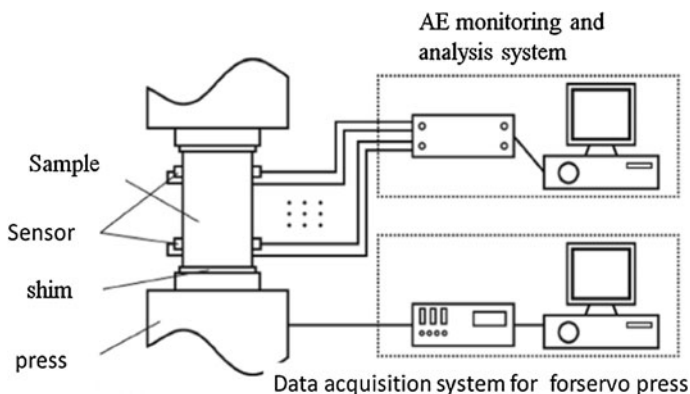 AE monitoring and
analysis system
Sample
Sensor
shim
press
Data acquisition system for forservo press